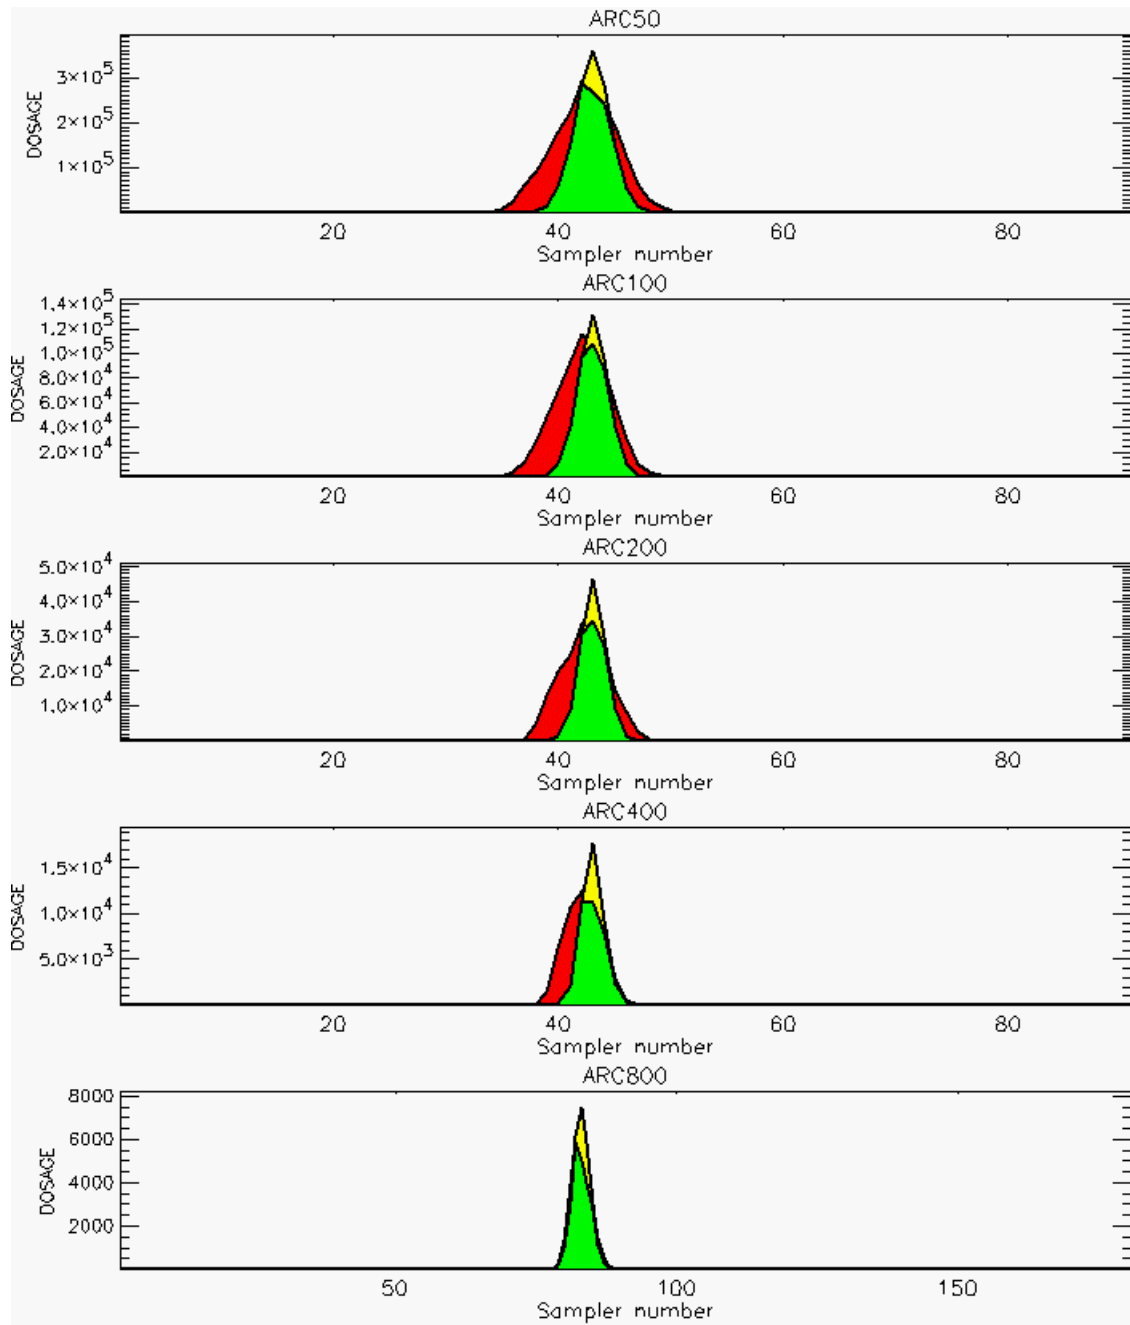 ARC50
3×10⁵
2×10⁵
1×10⁵
DOSAGE
20 40 60 80
Sampler number
ARC100
1.4×10⁵
1.2×10⁵
1.0×10⁵
8.0×10⁴
6.0×10⁴
4.0×10⁴
2.0×10⁴
DOSAGE
20 40 60 80
Sampler number
ARC200
5.0×10⁴
4.0×10⁴
3.0×10⁴
2.0×10⁴
1.0×10⁴
DOSAGE
20 40 60 80
Sampler number
ARC400
1.5×10⁴
1.0×10⁴
5.0×10³
DOSAGE
20 40 60 80
Sampler number
ARC800
8000
6000
4000
2000
DOSAGE
50 100 150
Sampler number